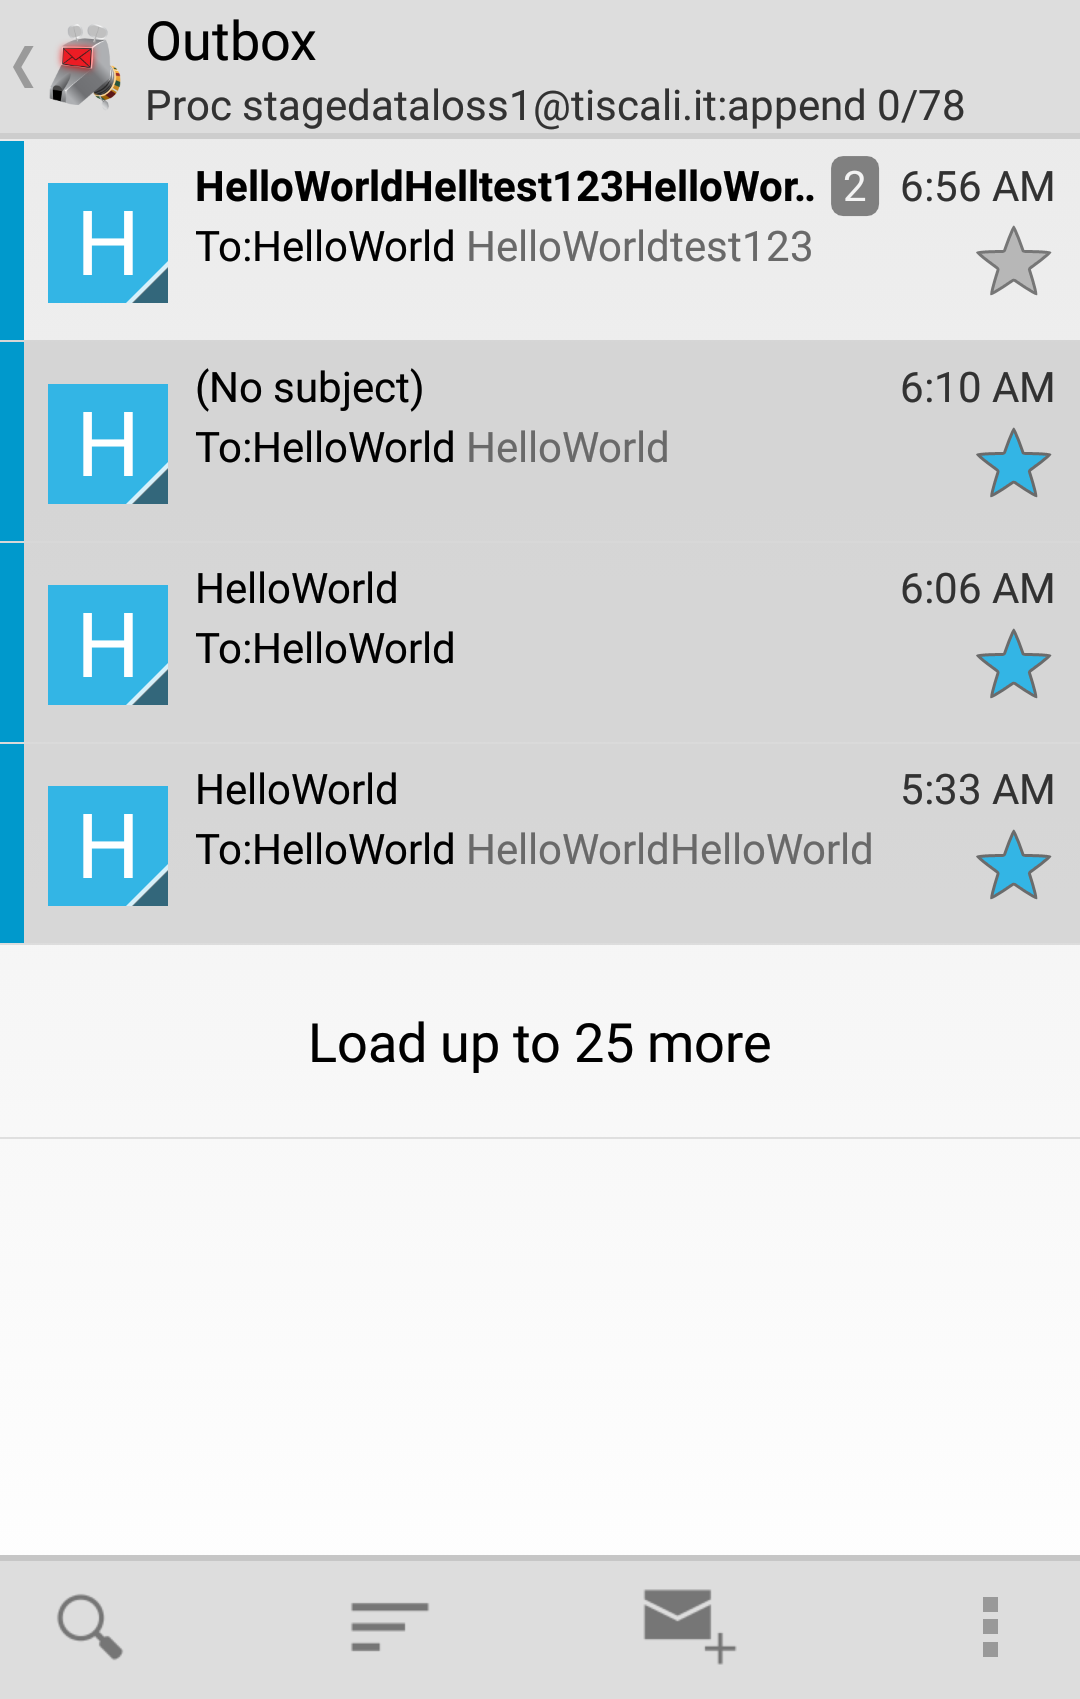 Outbox
Proc stagedataloss1@tiscali.it:append 0/78
HelloWorldHelltest123HelloWor.. 2 6:56 AM
H
To:HelloWorld HelloWorldtest123
(No subject) 6:10 AM
H
To:HelloWorld HelloWorld
HelloWorld 6:06 AM
H
To:HelloWorld
HelloWorld 5:33 AM
H
To:HelloWorld HelloWorldHelloWorld
Load up to 25 more